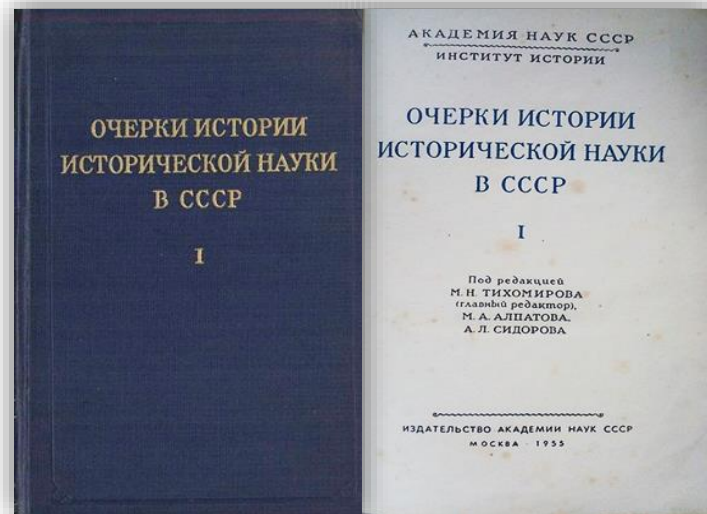 ОЧЕРКИ ИСТОРИИ
ИСТОРИЧЕСКОЙ НАУКИ
В СССР
I
АКАДЕМИЯ НАУК СССР
ИНСТИТУТ ИСТОРИИ
ОЧЕРКИ ИСТОРИИ
ИСТОРИЧЕСКОЙ НАУКИ
В СССР
I
Под редакцией
М. Н. ТИХОМИРОВА
(главный редактор),
М. А. АЛПАТОВА,
А. Л. СИДОРОВА
ИЗДАТЕЛЬСТВО АКАДЕМИИ НАУК СССР
МОСКВА · 1955